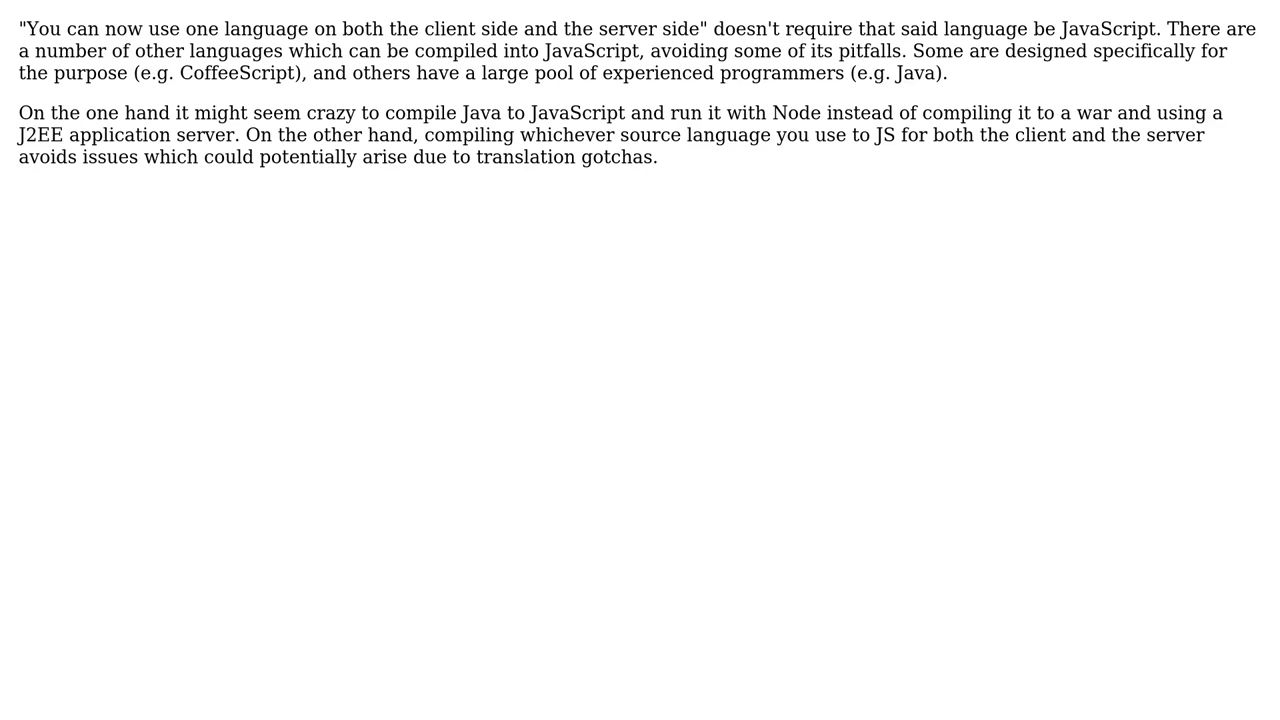 "You can now use one language on both the client side and the server side" doesn't require that said language be JavaScript. There are
a number of other languages which can be compiled into JavaScript, avoiding some of its pitfalls. Some are designed specifically for
the purpose (e.g. CoffeeScript), and others have a large pool of experienced programmers (e.g. Java).
On the one hand it might seem crazy to compile Java to JavaScript and run it with Node instead of compiling it to a war and using a
J2EE application server. On the other hand, compiling whichever source language you use to JS for both the client and the server
avoids issues which could potentially arise due to translation gotchas.